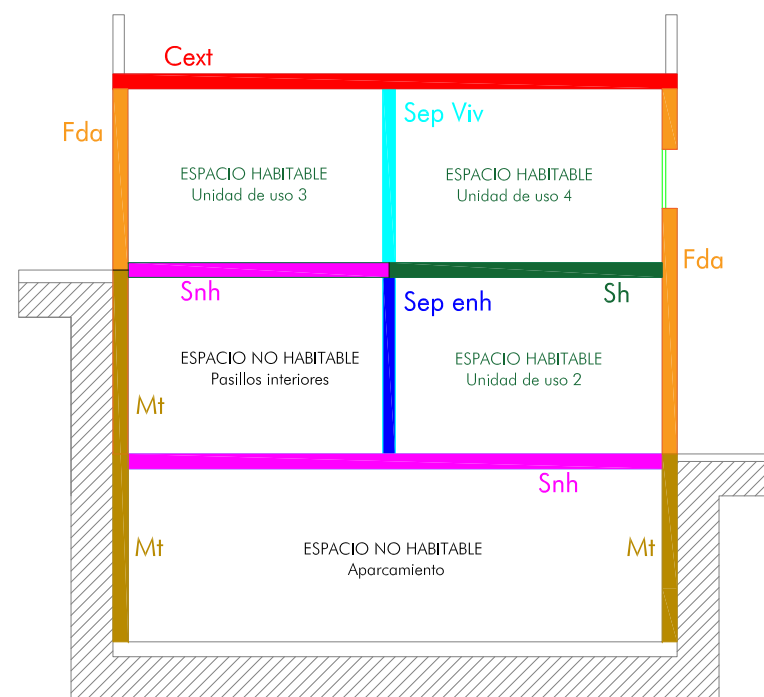 Cext
Fda
Sep Viv
ESPACIO HABITABLE
Unidad de uso 3
ESPACIO HABITABLE
Unidad de uso 4
Fda
Snh
Sep enh
Sh
ESPACIO NO HABITABLE
Pasillos interiores
ESPACIO HABITABLE
Unidad de uso 2
Mt
Snh
Mt
ESPACIO NO HABITABLE
Aparcamiento
Mt